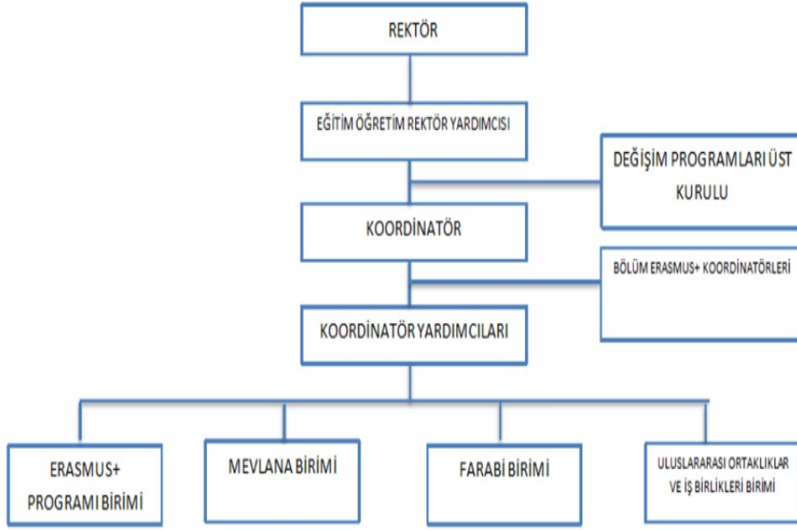 REKTÖR
EĞİTİM ÖĞRETİM REKTÖR YARDIMCISI
DEĞİŞİM PROGRAMLARI ÜST
KURULU
KOORDİNATÖR
BÖLÜM ERASMUS+ KOORDİNATÖRLERİ
KOORDİNATÖR YARDIMCILARI
ERASMUS+
PROGRAMI BİRİMİ
MEVLANA BİRİMİ
FARABİ BİRİMİ
ULUSLARARASI ORTAKLIKLAR
VE İŞ BİRLİKLERİ BİRİMİ